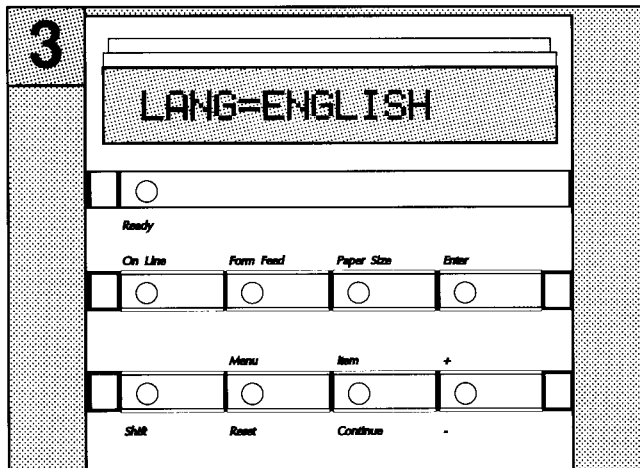 3
LANG=ENGLISH
Ready
On Line Form Feed Paper Size Enter
Menu Item +
Shift Reset Continue -